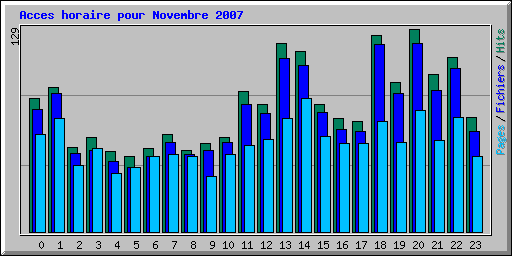 Acces horaire pour Novembre 2007
129
Pages / Fichiers / Hits
0 1 2 3 4 5 6 7 8 9 10 11 12 13 14 15 16 17 18 19 20 21 22 23